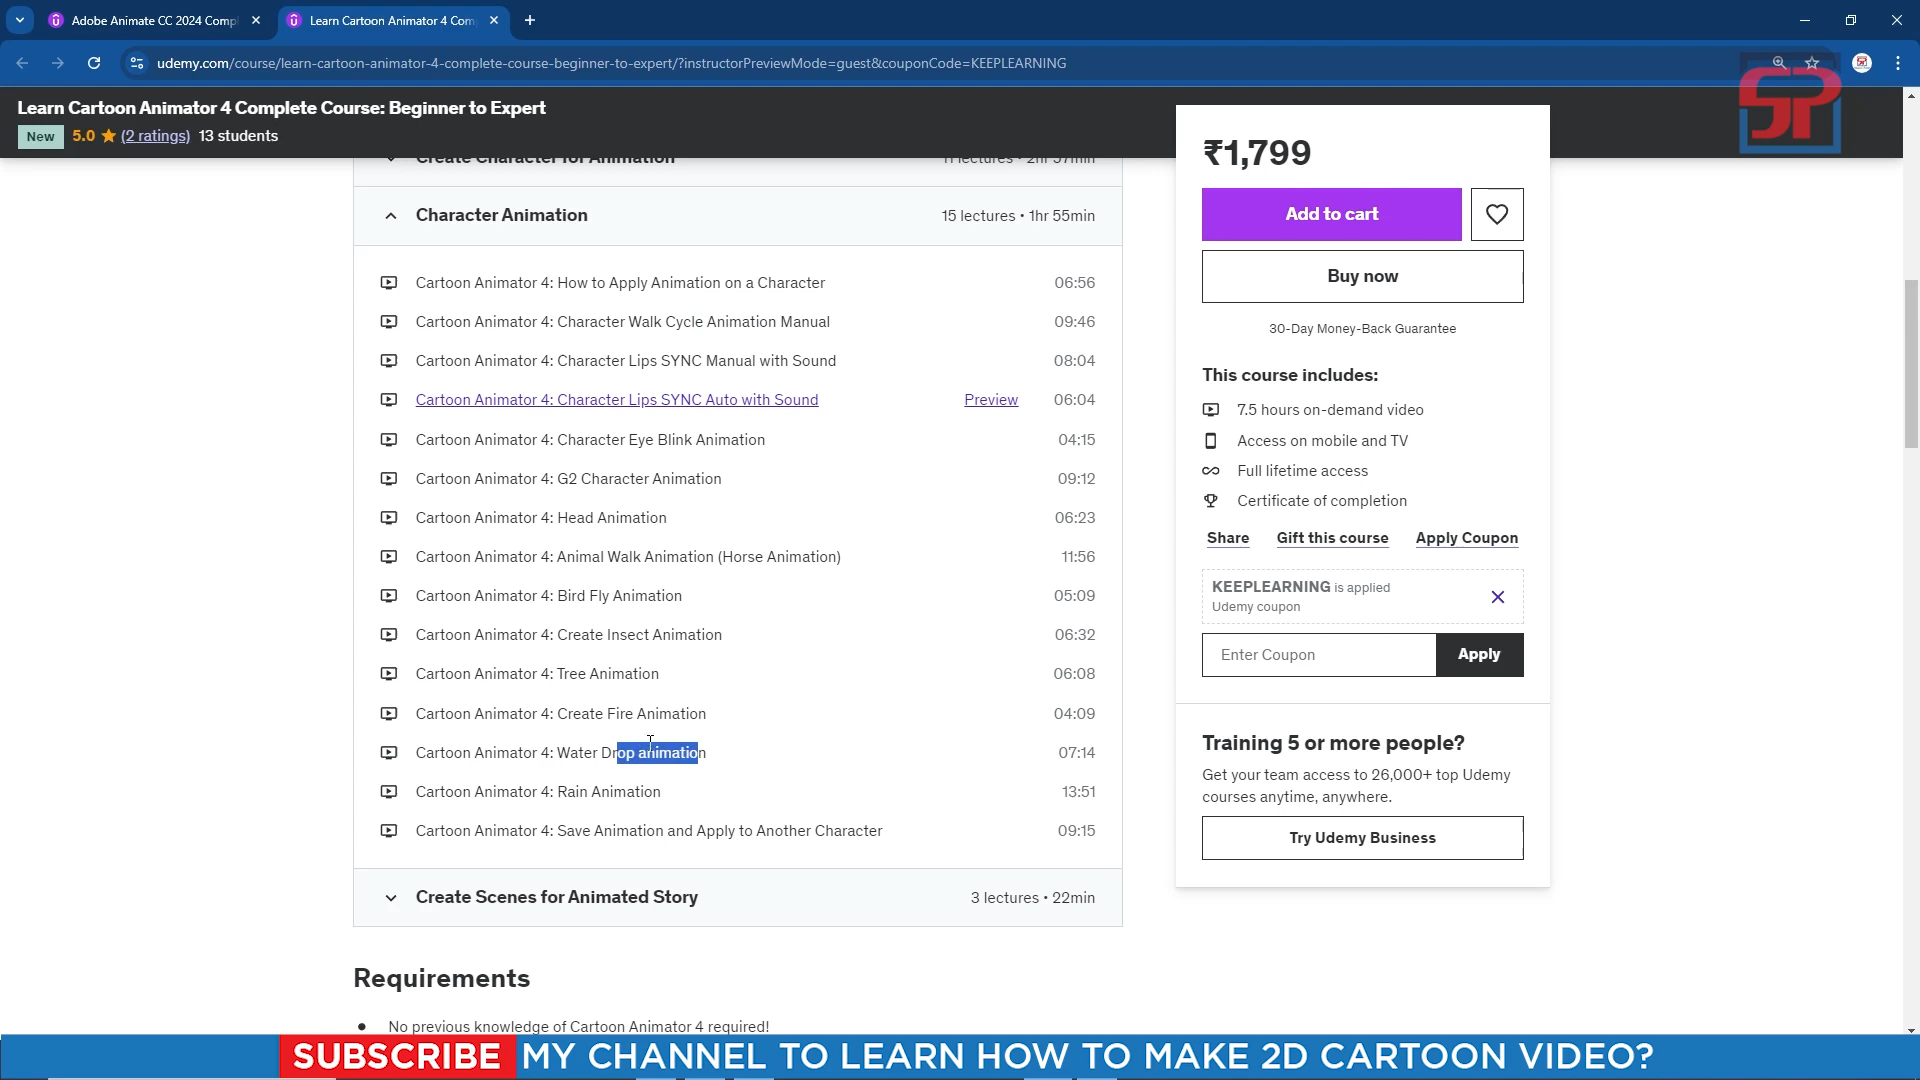 Adobe Animate CC 2024 Comp
Learn Cartoon Animator 4 Com
udemy.com/course/learn-cartoon-animator-4-complete-course-beginner-to-expert/?instructorPreviewMode=guest&couponCode=KEEPLEARNING
Learn Cartoon Animator 4 Complete Course: Beginner to Expert
New 5.0 (2 ratings) 13 students
SP
Create Character for Animation 11 lectures • 2hr 57min
Character Animation 15 lectures • 1hr 55min
Cartoon Animator 4: How to Apply Animation on a Character 06:56
Cartoon Animator 4: Character Walk Cycle Animation Manual 09:46
Cartoon Animator 4: Character Lips SYNC Manual with Sound 08:04
Cartoon Animator 4: Character Lips SYNC Auto with Sound Preview 06:04
Cartoon Animator 4: Character Eye Blink Animation 04:15
Cartoon Animator 4: G2 Character Animation 09:12
Cartoon Animator 4: Head Animation 06:23
Cartoon Animator 4: Animal Walk Animation (Horse Animation) 11:56
Cartoon Animator 4: Bird Fly Animation 05:09
Cartoon Animator 4: Create Insect Animation 06:32
Cartoon Animator 4: Tree Animation 06:08
Cartoon Animator 4: Create Fire Animation 04:09
Cartoon Animator 4: Water Drop animation 07:14
Cartoon Animator 4: Rain Animation 13:51
Cartoon Animator 4: Save Animation and Apply to Another Character 09:15
Create Scenes for Animated Story 3 lectures • 22min
Requirements
No previous knowledge of Cartoon Animator 4 required!
₹1,799
Add to cart
Buy now
30-Day Money-Back Guarantee
This course includes:
7.5 hours on-demand video
Access on mobile and TV
Full lifetime access
Certificate of completion
Share Gift this course Apply Coupon
KEEPLEARNING is applied
Udemy coupon
Enter Coupon Apply
Training 5 or more people?
Get your team access to 26,000+ top Udemy
courses anytime, anywhere.
Try Udemy Business
SUBSCRIBE MY CHANNEL TO LEARN HOW TO MAKE 2D CARTOON VIDEO?